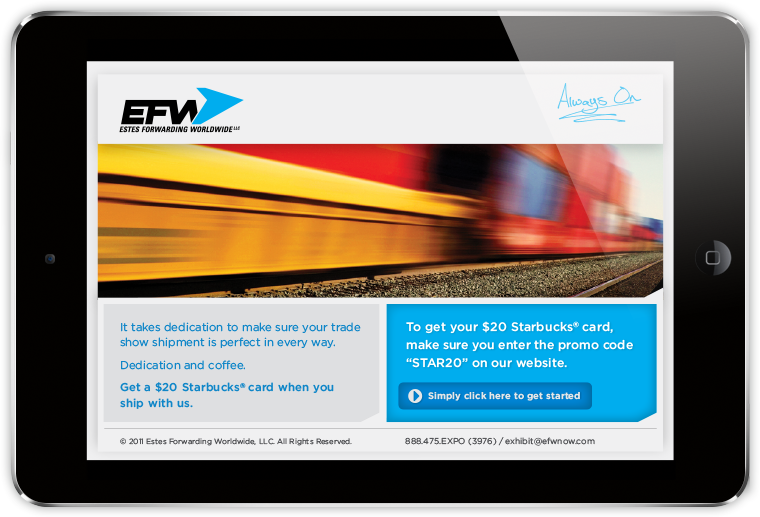 EFW
ESTES FORWARDING WORLDWIDE LLC
Always On
It takes dedication to make sure your trade
show shipment is perfect in every way.
Dedication and coffee.
Get a $20 Starbucks® card when you
ship with us.
To get your $20 Starbucks® card,
make sure you enter the promo code
“STAR20” on our website.
Simply click here to get started
© 2011 Estes Forwarding Worldwide, LLC. All Rights Reserved.
888.475.EXPO (3976) / exhibit@efwnow.com